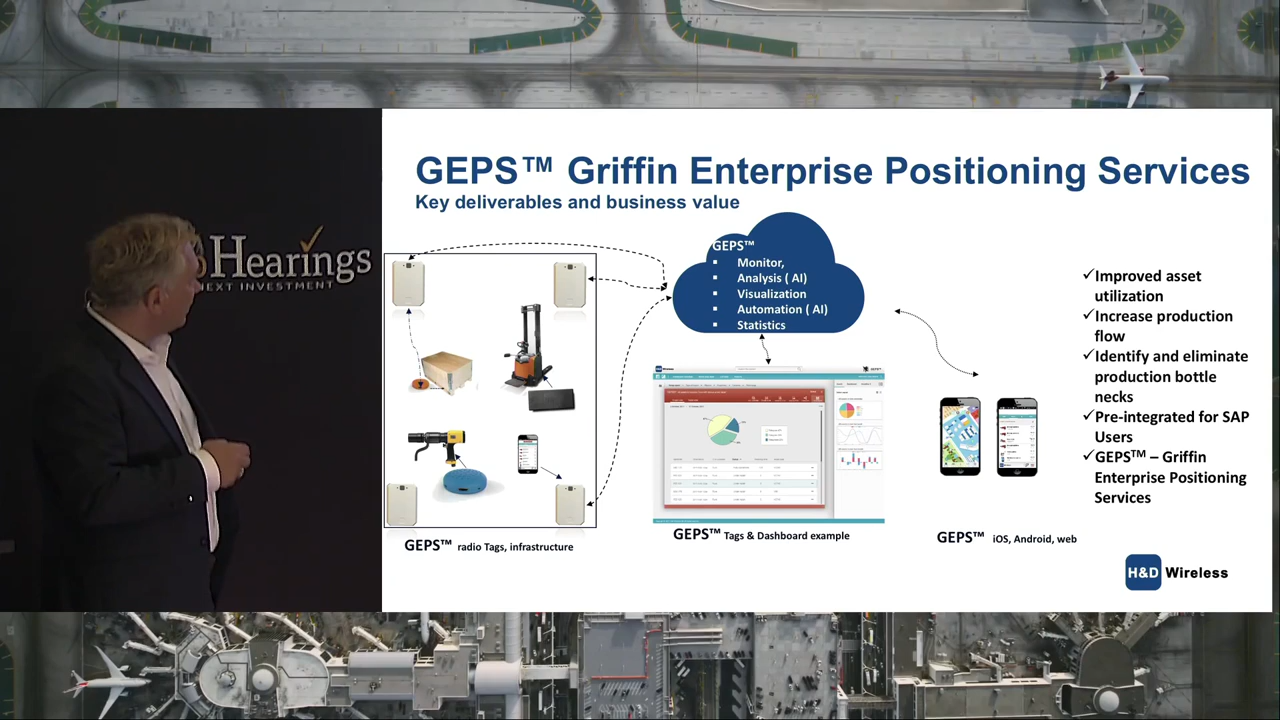 GEPS™ Griffin Enterprise Positioning Services
Key deliverables and business value
Hearings
NEXT INVESTMENT
GEPS™
▪ Monitor,
▪ Analysis ( AI)
▪ Visualization
▪ Automation ( AI)
▪ Statistics
✓Improved asset
utilization
✓Increase production
flow
✓Identify and eliminate
production bottle
necks
✓Pre-integrated for SAP
Users
✓GEPS™ – Griffin
Enterprise Positioning
Services
GEPS™ radio Tags, infrastructure
GEPS™ Tags & Dashboard example
GEPS™ iOS, Android, web
H&D Wireless